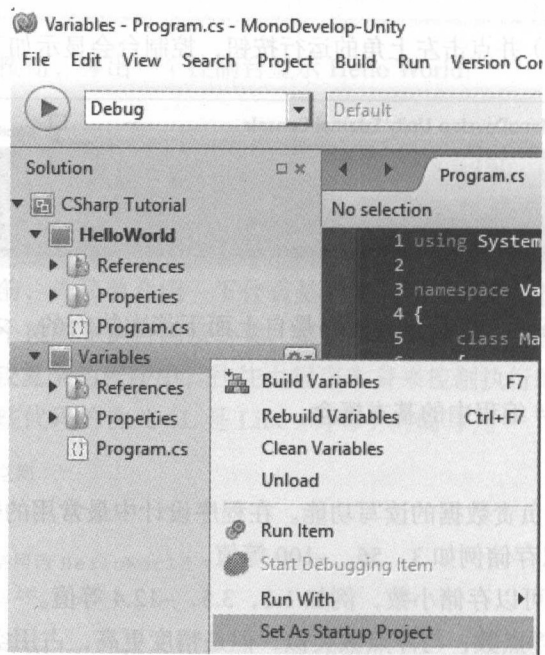 Variables - Program.cs - MonoDevelop-Unity
File Edit View Search Project Build Run Version Cor
Debug
Default
Solution
Program.cs
CSharp Tutorial
No selection
HelloWorld
1 using System
References
2
Properties
3 namespace Va
Program.cs
4 {
5 class Ma
Variables
References
Properties
Program.cs
Build Variables F7
Rebuild Variables Ctrl+F7
Clean Variables
Unload
Run Item
Start Debugging Item
Run With
Set As Startup Project